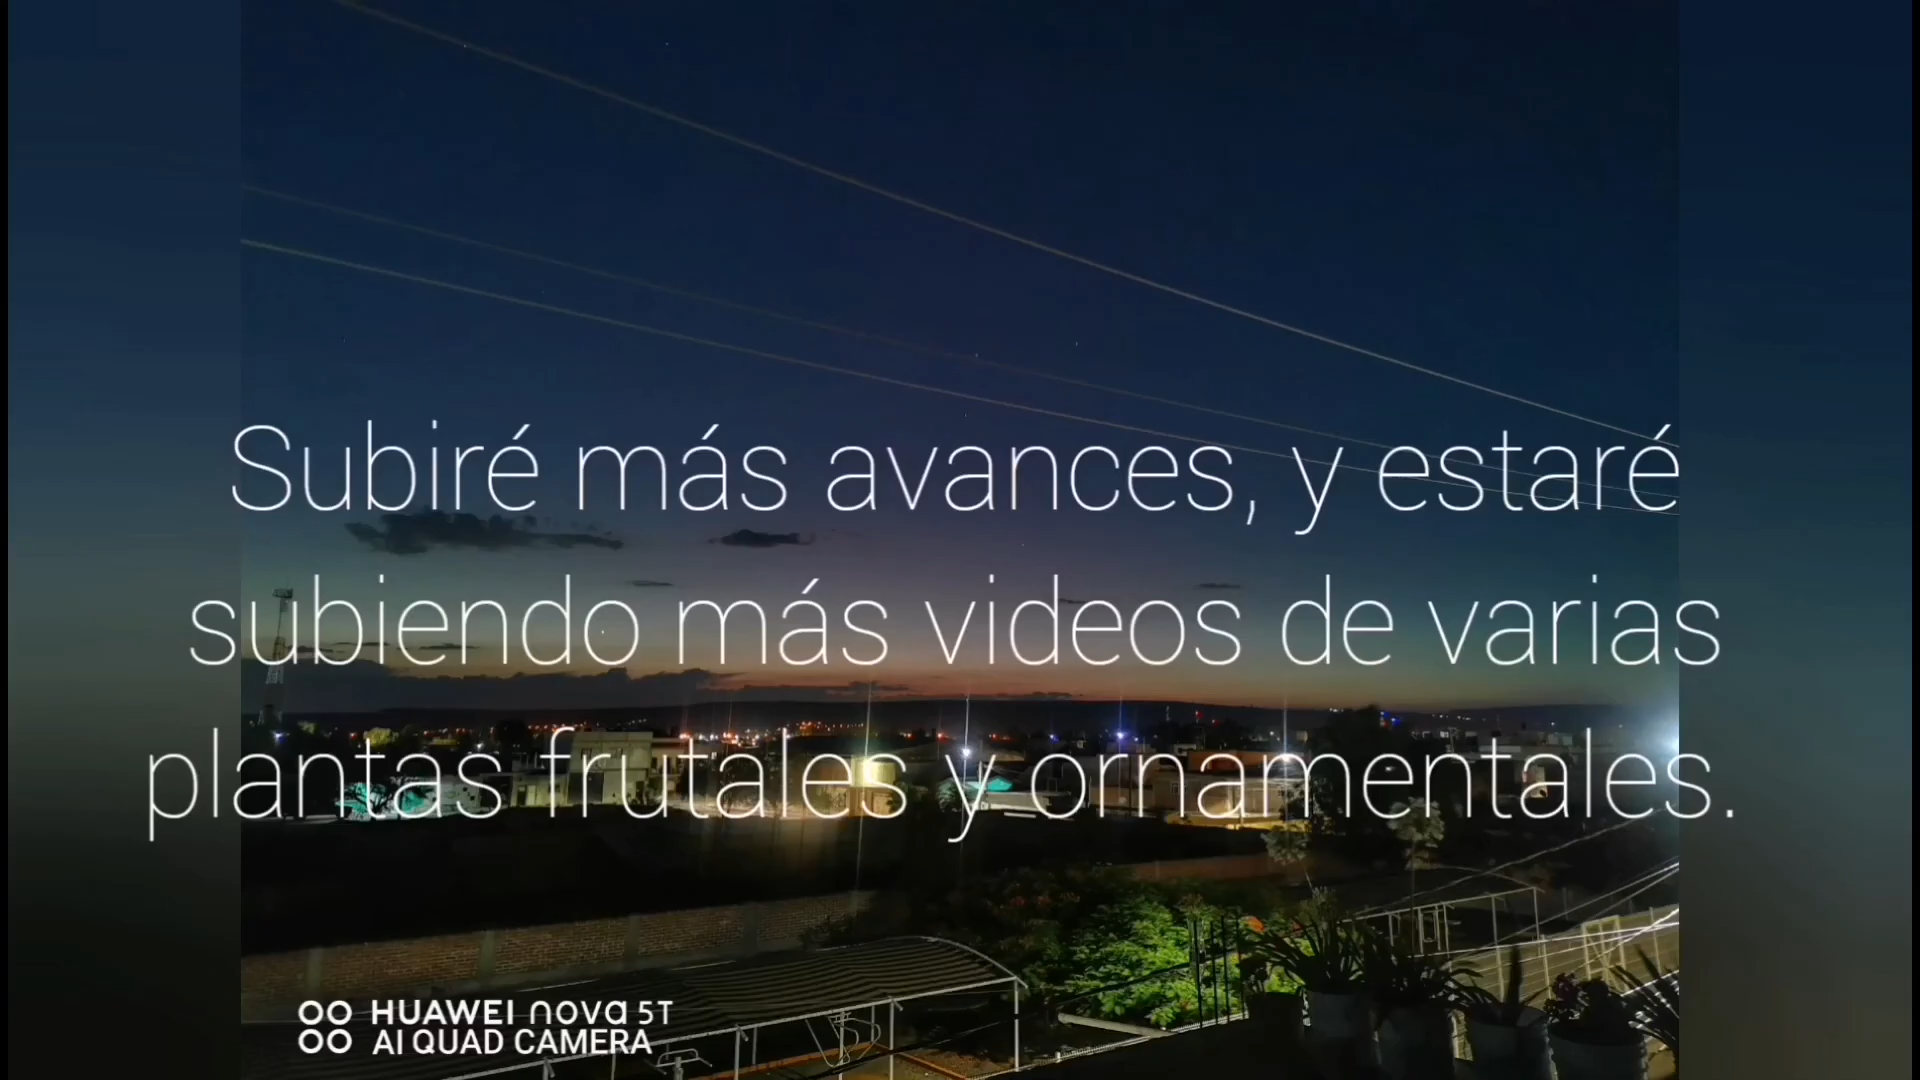 Subiré más avances, y estaré
subiendo más videos de varias
plantas frutales y ornamentales.
HUAWEI nova 5T
AI QUAD CAMERA